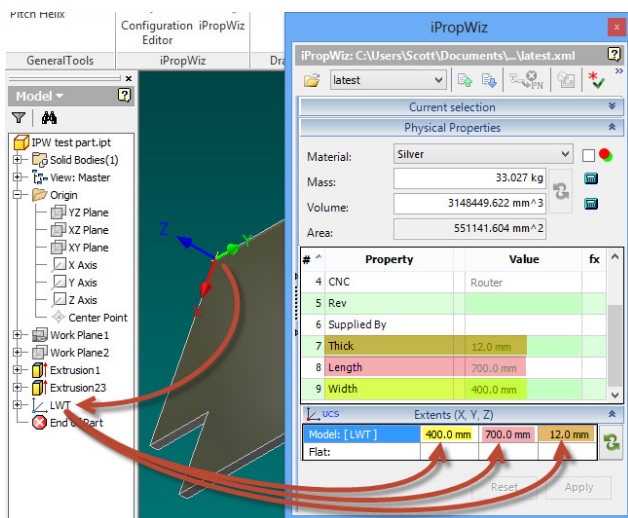 Pitch Helix
Configuration
Editor
iPropWiz
GeneralTools
iPropWiz
Model
IPW test part.ipt
Solid Bodies(1)
View: Master
Origin
YZ Plane
XZ Plane
XY Plane
X Axis
Y Axis
Z Axis
Center Point
Work Plane1
Work Plane2
Extrusion1
Extrusion23
LWT
End Of Part
Z
Y
X
iPropWiz
x
iPropWiz: C:\Users\Scott\Documents\...\latest.xml
latest
PN
Current selection
Physical Properties
Material: Silver
Mass: 33.027 kg
Volume: 3148449.622 mm^3
Area: 551141.604 mm^2
# Property Value fx
4 CNC Router
5 Rev
6 Supplied By
7 Thick 12.0 mm
8 Length 700.0 mm
9 Width 400.0 mm
UCS Extents (X, Y, Z)
Model: [LWT ] 400.0 mm 700.0 mm 12.0 mm
Flat:
Reset Apply